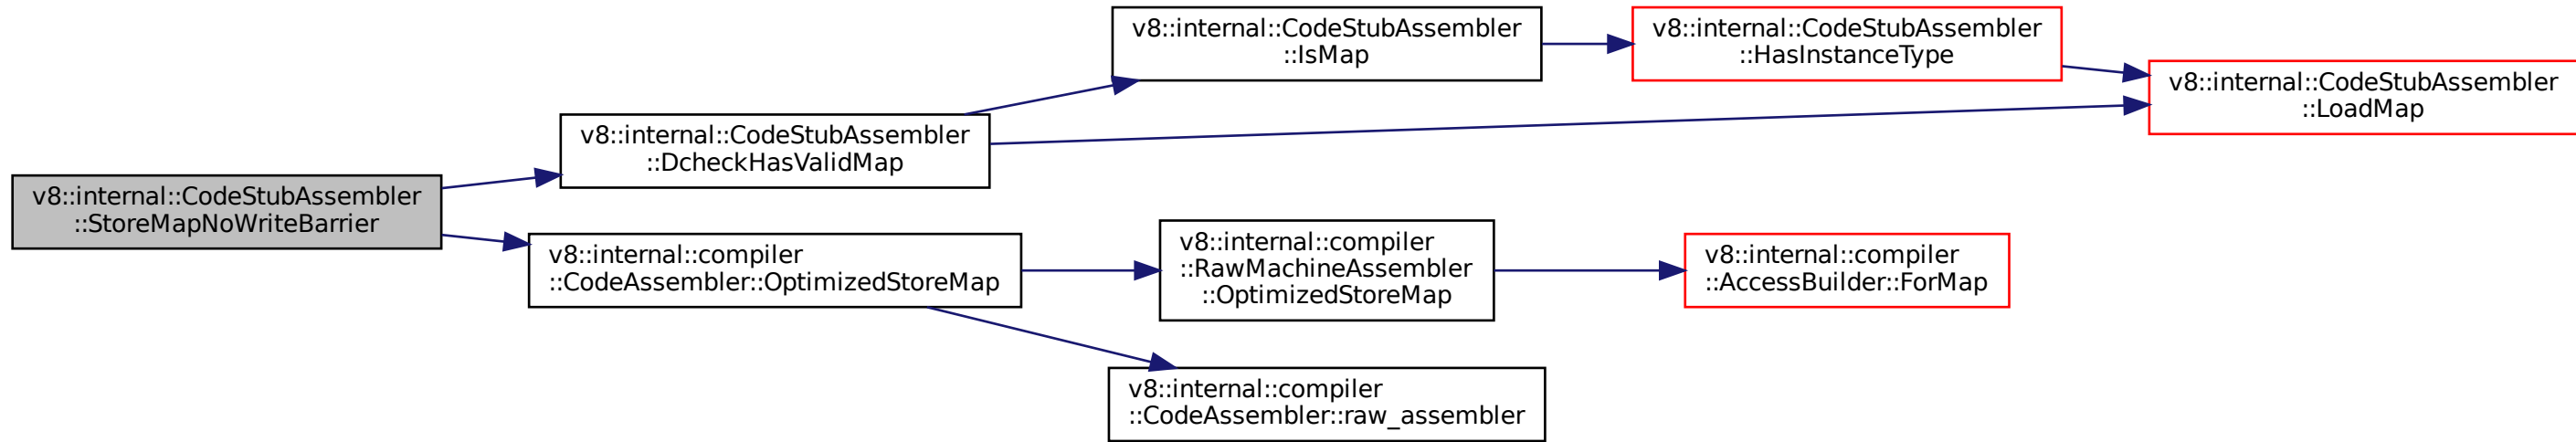 v8::internal::CodeStubAssembler
::StoreMapNoWriteBarrier
v8::internal::CodeStubAssembler
::DcheckHasValidMap
v8::internal::CodeStubAssembler
::IsMap
v8::internal::CodeStubAssembler
::HasInstanceType
v8::internal::CodeStubAssembler
::LoadMap
v8::internal::compiler
::CodeAssembler::OptimizedStoreMap
v8::internal::compiler
::RawMachineAssembler
::OptimizedStoreMap
v8::internal::compiler
::AccessBuilder::ForMap
v8::internal::compiler
::CodeAssembler::raw_assembler